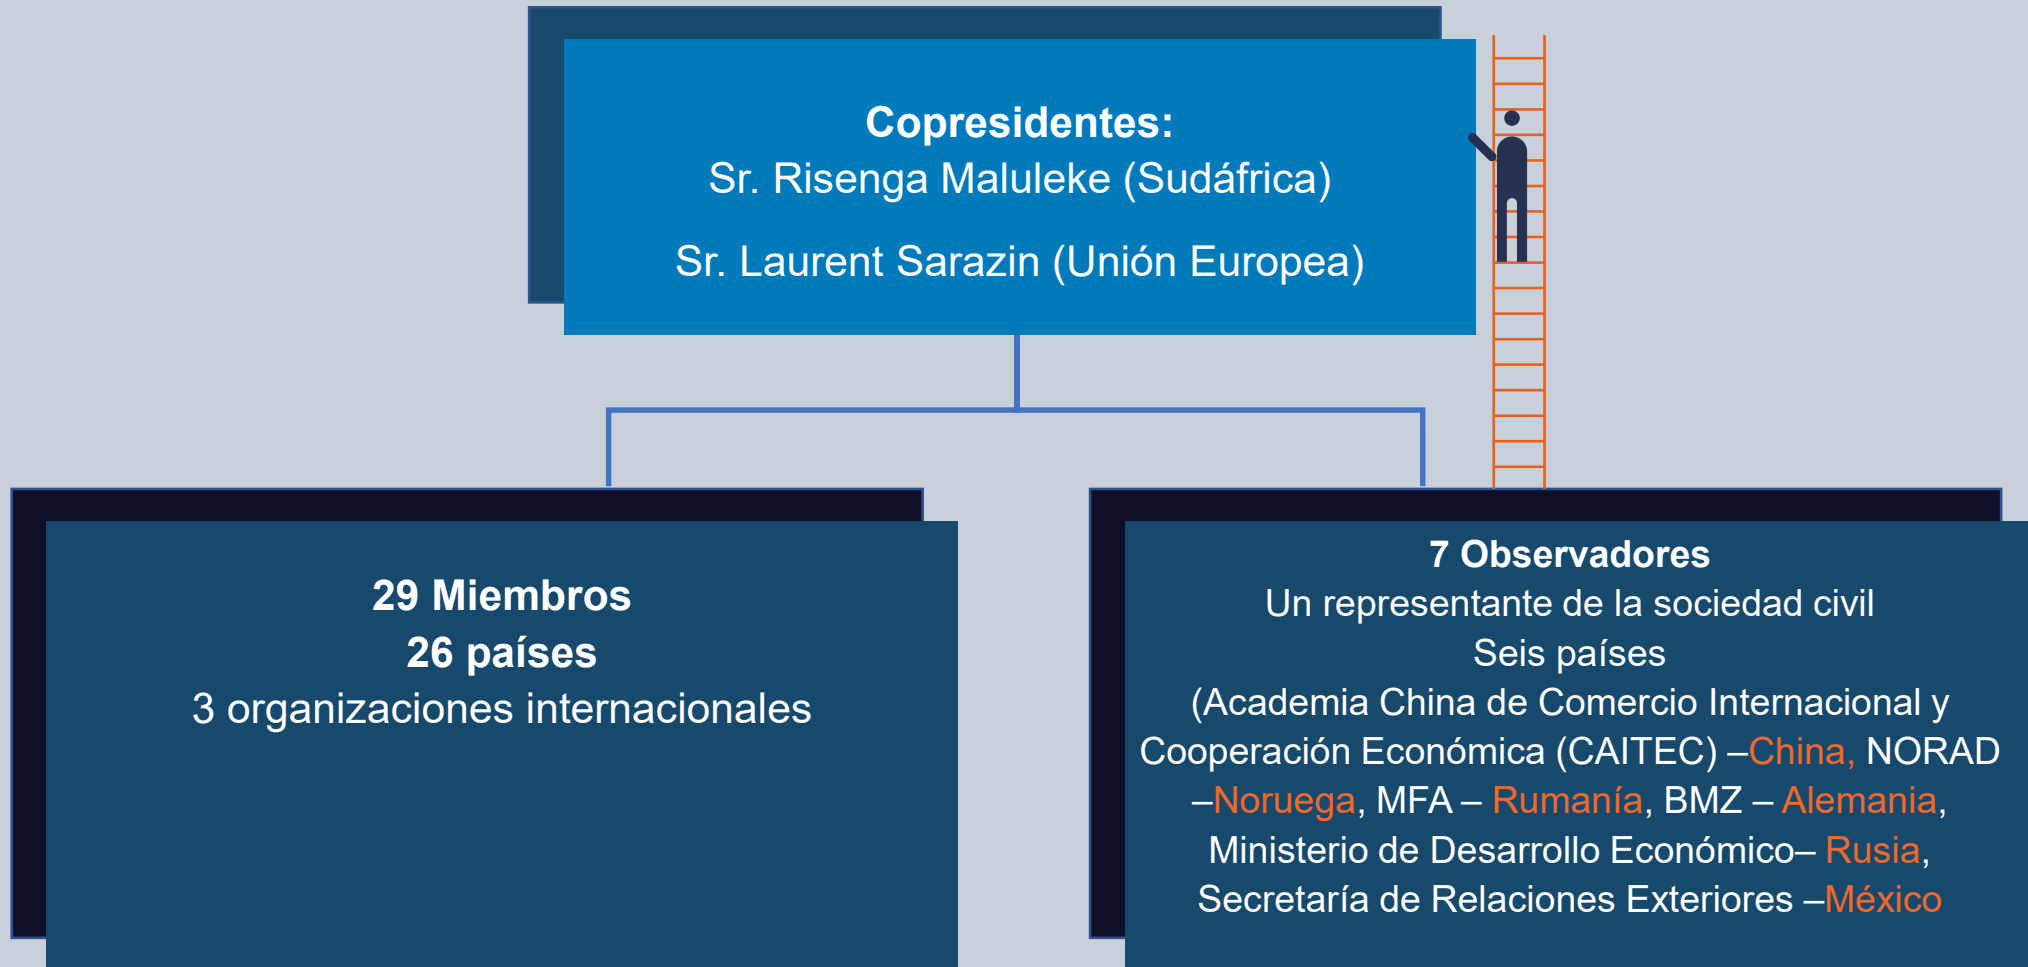 Copresidentes:
Sr. Risenga Maluleke (Sudáfrica)
Sr. Laurent Sarazin (Unión Europea)
29 Miembros
26 países
3 organizaciones internacionales
7 Observadores
Un representante de la sociedad civil
Seis países
(Academia China de Comercio Internacional y
Cooperación Económica (CAITEC) –China, NORAD
–Noruega, MFA – Rumanía, BMZ – Alemania,
Ministerio de Desarrollo Económico– Rusia,
Secretaría de Relaciones Exteriores –México